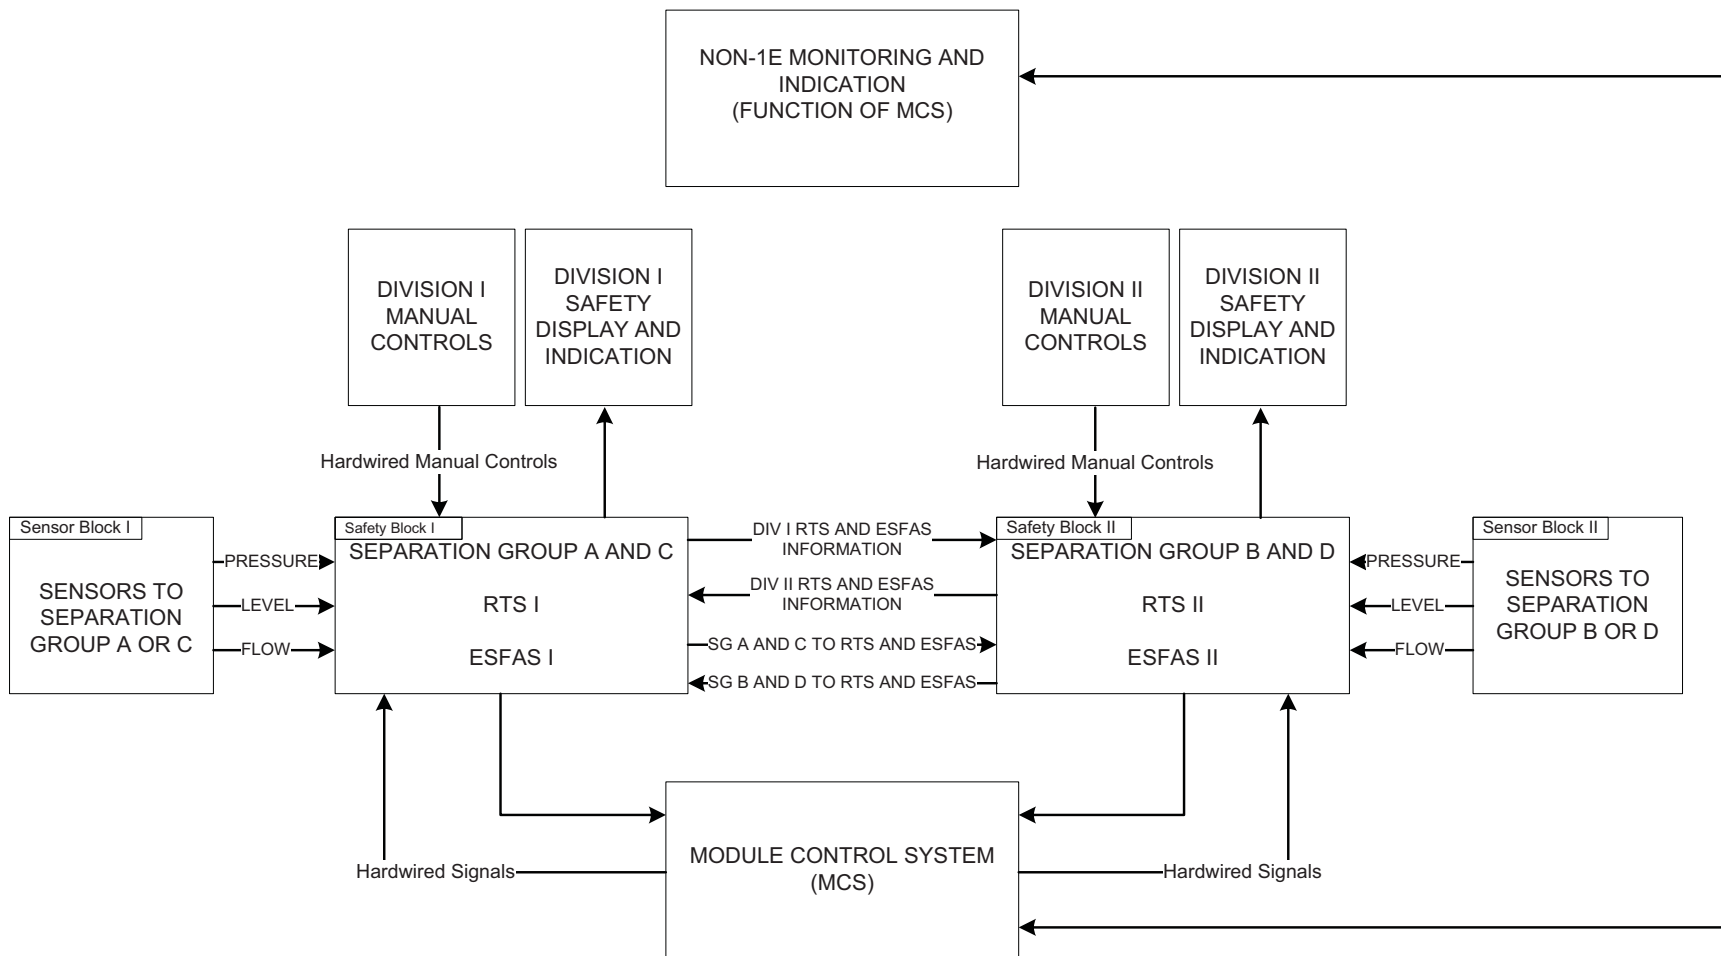 NON-1E MONITORING AND
INDICATION
(FUNCTION OF MCS)
DIVISION I
MANUAL
CONTROLS
DIVISION I
SAFETY
DISPLAY AND
INDICATION
DIVISION II
MANUAL
CONTROLS
DIVISION II
SAFETY
DISPLAY AND
INDICATION
Hardwired Manual Controls
Hardwired Manual Controls
Sensor Block I
SENSORS TO
SEPARATION
GROUP A OR C
PRESSURE
LEVEL
FLOW
Safety Block I
SEPARATION GROUP A AND C
RTS I
ESFAS I
DIV I RTS AND ESFAS
INFORMATION
DIV II RTS AND ESFAS
INFORMATION
SG A AND C TO RTS AND ESFAS
SG B AND D TO RTS AND ESFAS
Safety Block II
SEPARATION GROUP B AND D
RTS II
ESFAS II
PRESSURE
LEVEL
FLOW
Sensor Block II
SENSORS TO
SEPARATION
GROUP B OR D
Hardwired Signals
MODULE CONTROL SYSTEM
(MCS)
Hardwired Signals